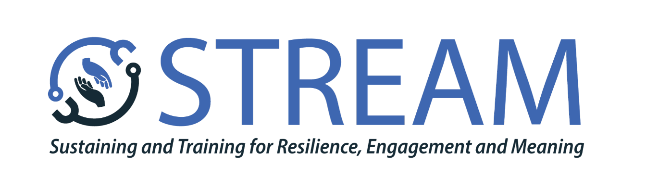 STREAM
Sustaining and Training for Resilience, Engagement and Meaning